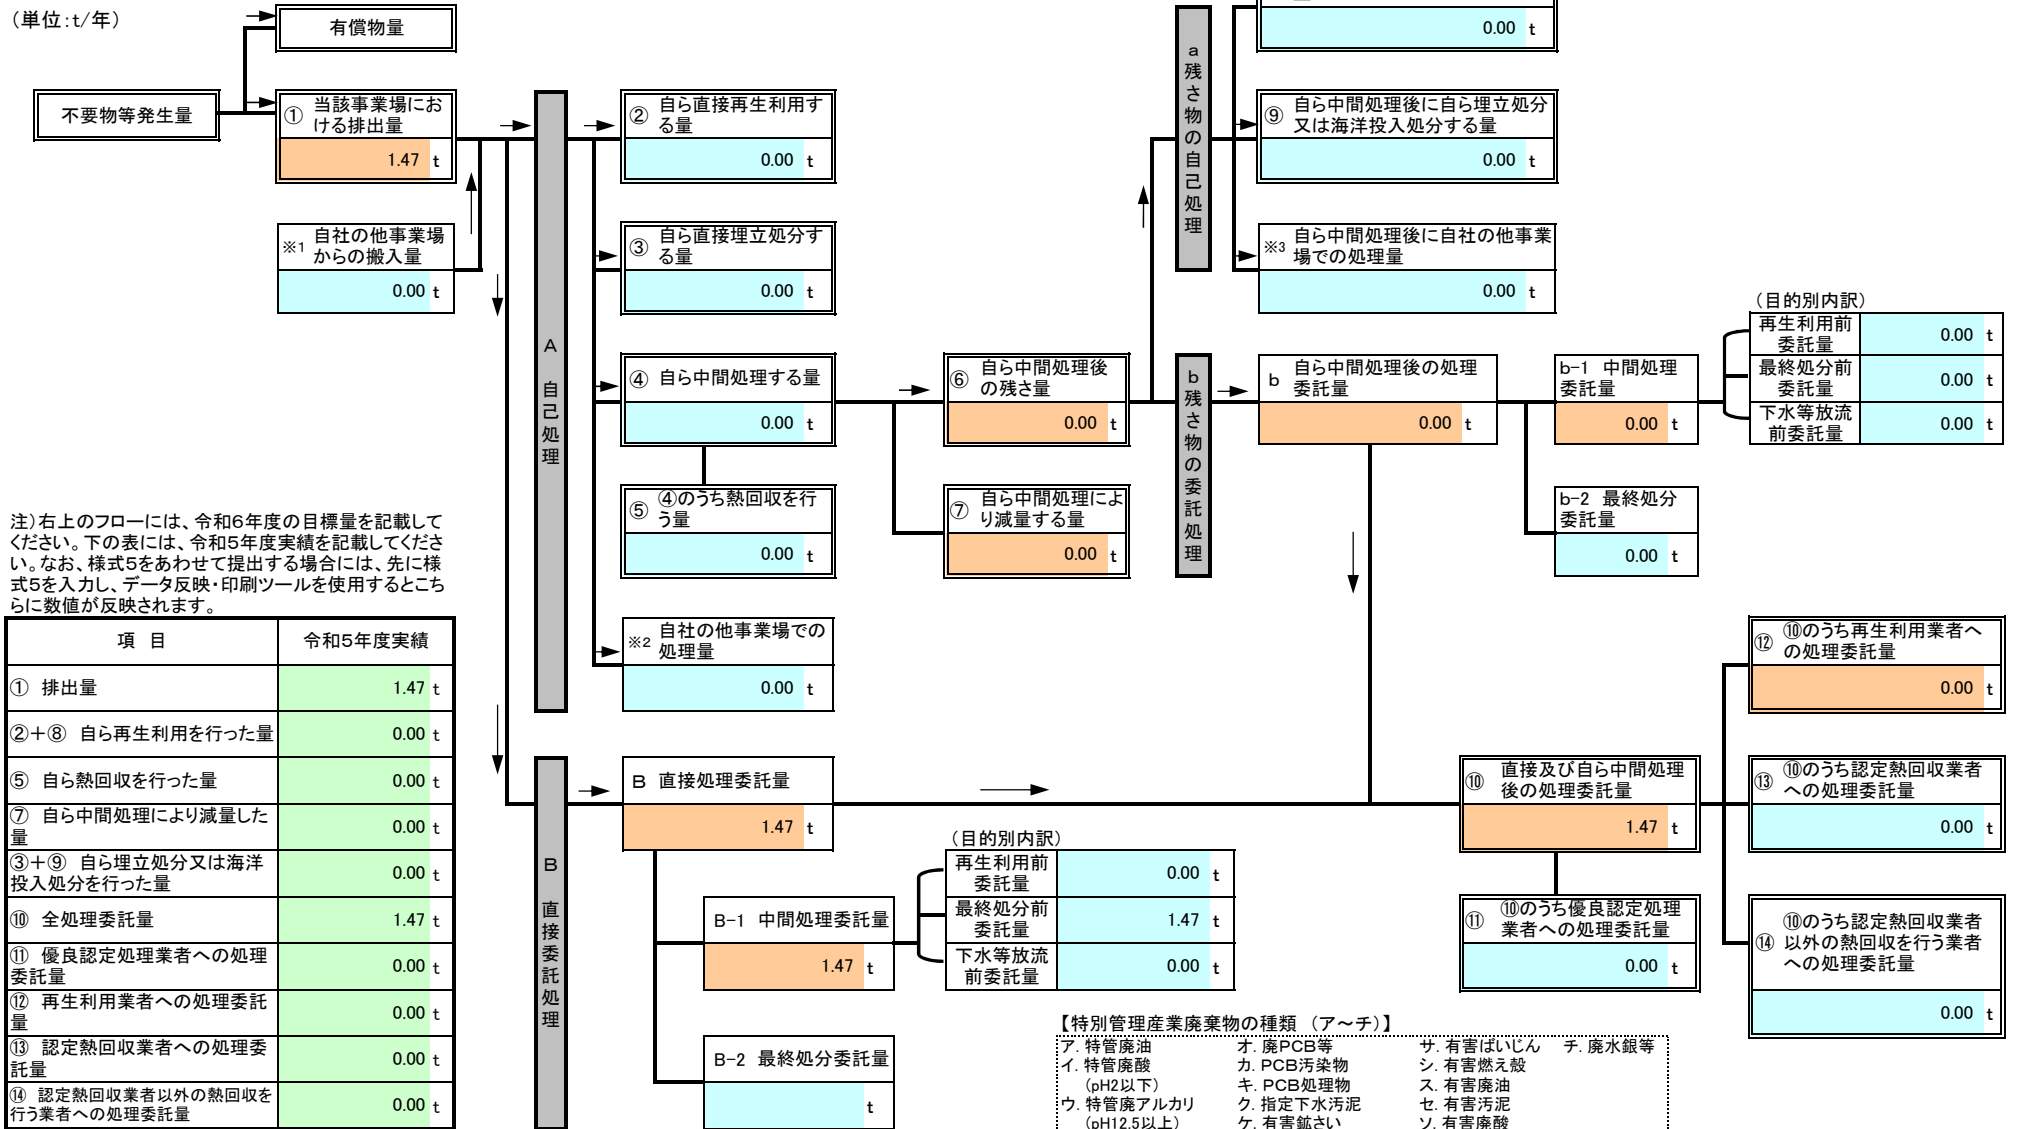 （単位：t/年）
有償物量
不要物等発生量
① 当該事業場にお
ける排出量
1.47 t
※1 自社の他事業場
からの搬入量
0.00 t
A 自己処理
② 自ら直接再生利用す
る量
0.00 t
③ 自ら直接埋立処分す
る量
0.00 t
④ 自ら中間処理する量
0.00 t
⑤ ④のうち熱回収を行
う量
0.00 t
※2 自社の他事業場での
処理量
0.00 t
⑥ 自ら中間処理後
の残さ量
0.00 t
⑦ 自ら中間処理によ
り減量する量
0.00 t
a 残さ物の自己処理
0.00 t
⑨ 自ら中間処理後に自ら埋立処分
又は海洋投入処分する量
0.00 t
※3 自ら中間処理後に自社の他事業
場での処理量
0.00 t
b 残さ物の委託処理
b 自ら中間処理後の処理
委託量
0.00 t
b-1 中間処理
委託量
0.00 t
b-2 最終処分
委託量
0.00 t
（目的別内訳）
再生利用前
委託量
0.00 t
最終処分前
委託量
0.00 t
下水等放流
前委託量
0.00 t
注）右上のフローには、令和６年度の目標量を記載して
ください。下の表には、令和５年度実績を記載してくださ
い。なお、様式５をあわせて提出する場合には、先に様
式５を入力し、データ反映・印刷ツールを使用するとこち
らに数値が反映されます。
項 目 令和５年度実績
① 排出量 1.47 t
②＋⑧ 自ら再生利用を行った量 0.00 t
⑤ 自ら熱回収を行った量 0.00 t
⑦ 自ら中間処理により減量した
量 0.00 t
③＋⑨ 自ら埋立処分又は海洋
投入処分を行った量 0.00 t
⑩ 全処理委託量 1.47 t
⑪ 優良認定処理業者への処理
委託量 0.00 t
⑫ 再生利用業者への処理委託
量 0.00 t
⑬ 認定熱回収業者への処理委
託量 0.00 t
⑭ 認定熱回収業者以外の熱回収を
行う業者への処理委託量 0.00 t
B 直接委託処理
B 直接処理委託量
1.47 t
B-1 中間処理委託量
1.47 t
B-2 最終処分委託量
t
（目的別内訳）
再生利用前
委託量
0.00 t
最終処分前
委託量
1.47 t
下水等放流
前委託量
0.00 t
⑩ 直接及び自ら中間処理
後の処理委託量
1.47 t
⑪ ⑩のうち優良認定処理
業者への処理委託量
0.00 t
⑫ ⑩のうち再生利用業者へ
の処理委託量
0.00 t
⑬ ⑩のうち認定熱回収業者
への処理委託量
0.00 t
⑭ ⑩のうち認定熱回収業者
以外の熱回収を行う業者
への処理委託量
0.00 t
【特別管理産業廃棄物の種類 （ア～チ）】
ア. 特管廃油 オ. 廃PCB等 サ. 有害ばいじん チ. 廃水銀等
イ. 特管廃酸 カ. PCB汚染物 シ. 有害燃え殻
（pH2以下） キ. PCB処理物 ス. 有害廃油
ウ. 特管廃アルカリ ク. 指定下水汚泥 セ. 有害汚泥
（pH12.5以上） ケ. 有害鉱さい ソ. 有害廃酸